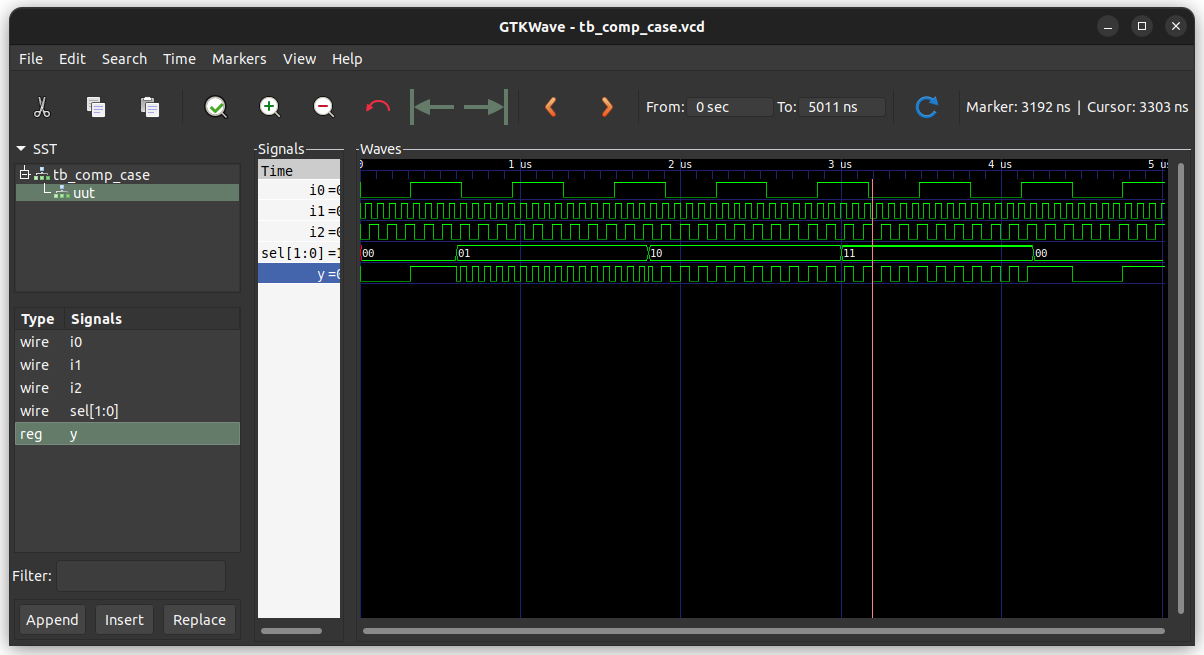 GTKWave - tb_comp_case.vcd
File Edit Search Time Markers View Help
From: 0 sec To: 5011 ns Marker: 3192 ns | Cursor: 3303 ns
SST
tb_comp_case
uut
Type Signals
wire i0
wire i1
wire i2
wire sel[1:0]
reg y
Filter:
Append Insert Replace
Signals
Time
i0 =0
i1 =0
i2 =0
sel[1:0] =1
y =0
Waves
0 1 us 2 us 3 us 4 us 5 us
00 01 10 11 00